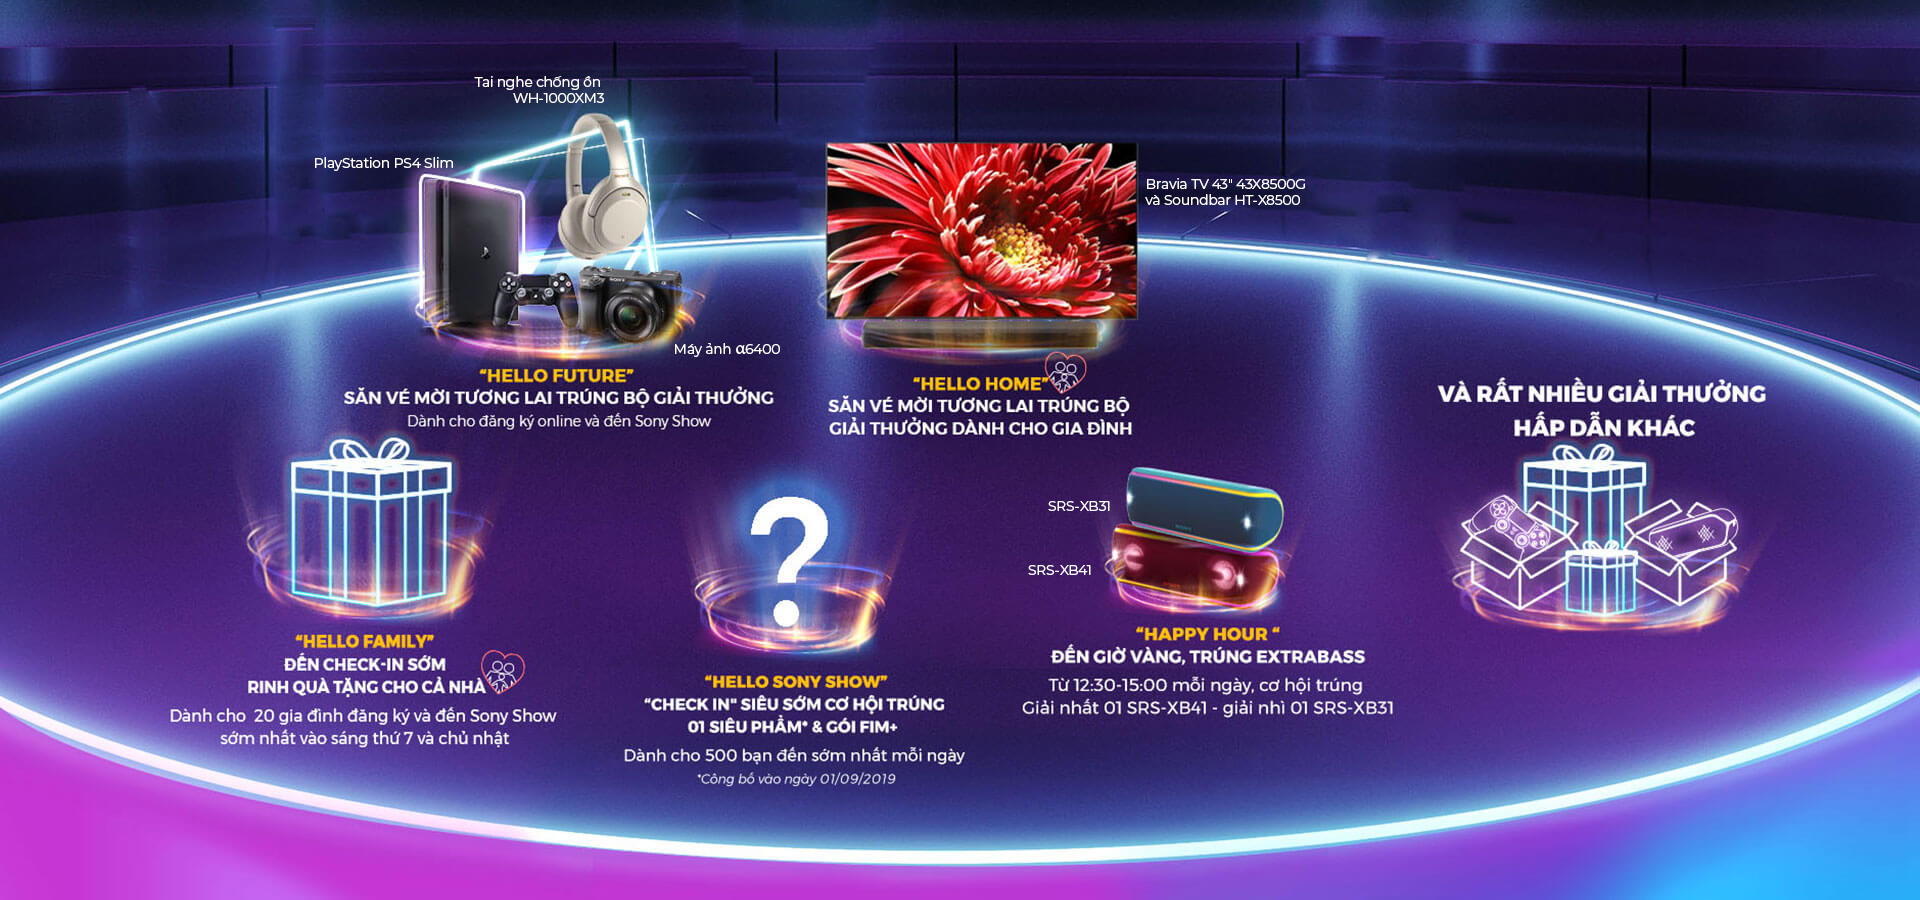 Tai nghe chống ồn
WH-1000XM3
PlayStation PS4 Slim
Máy ảnh α6400
“HELLO FUTURE”
SĂN VÉ MỜI TƯƠNG LAI TRÚNG BỘ GIẢI THƯỞNG
Dành cho đăng ký online và đến Sony Show
Bravia TV 43" 43X8500G
và Soundbar HT-X8500
“HELLO HOME”
SĂN VÉ MỜI TƯƠNG LAI TRÚNG BỘ
GIẢI THƯỞNG DÀNH CHO GIA ĐÌNH
VÀ RẤT NHIỀU GIẢI THƯỞNG
HẤP DẪN KHÁC
“HELLO FAMILY”
ĐẾN CHECK-IN SỚM
RINH QUÀ TẶNG CHO CẢ NHÀ
Dành cho 20 gia đình đăng ký và đến Sony Show
sớm nhất vào sáng thứ 7 và chủ nhật
?
“HELLO SONY SHOW”
“CHECK IN" SIÊU SỚM CƠ HỘI TRÚNG
01 SIÊU PHẨM* & GÓI FIM+
Dành cho 500 bạn đến sớm nhất mỗi ngày
*Công bố vào ngày 01/09/2019
SRS-XB31
SRS-XB41
“HAPPY HOUR “
ĐẾN GIỜ VÀNG, TRÚNG EXTRABASS
Từ 12:30-15:00 mỗi ngày, cơ hội trúng
Giải nhất 01 SRS-XB41 - giải nhì 01 SRS-XB31